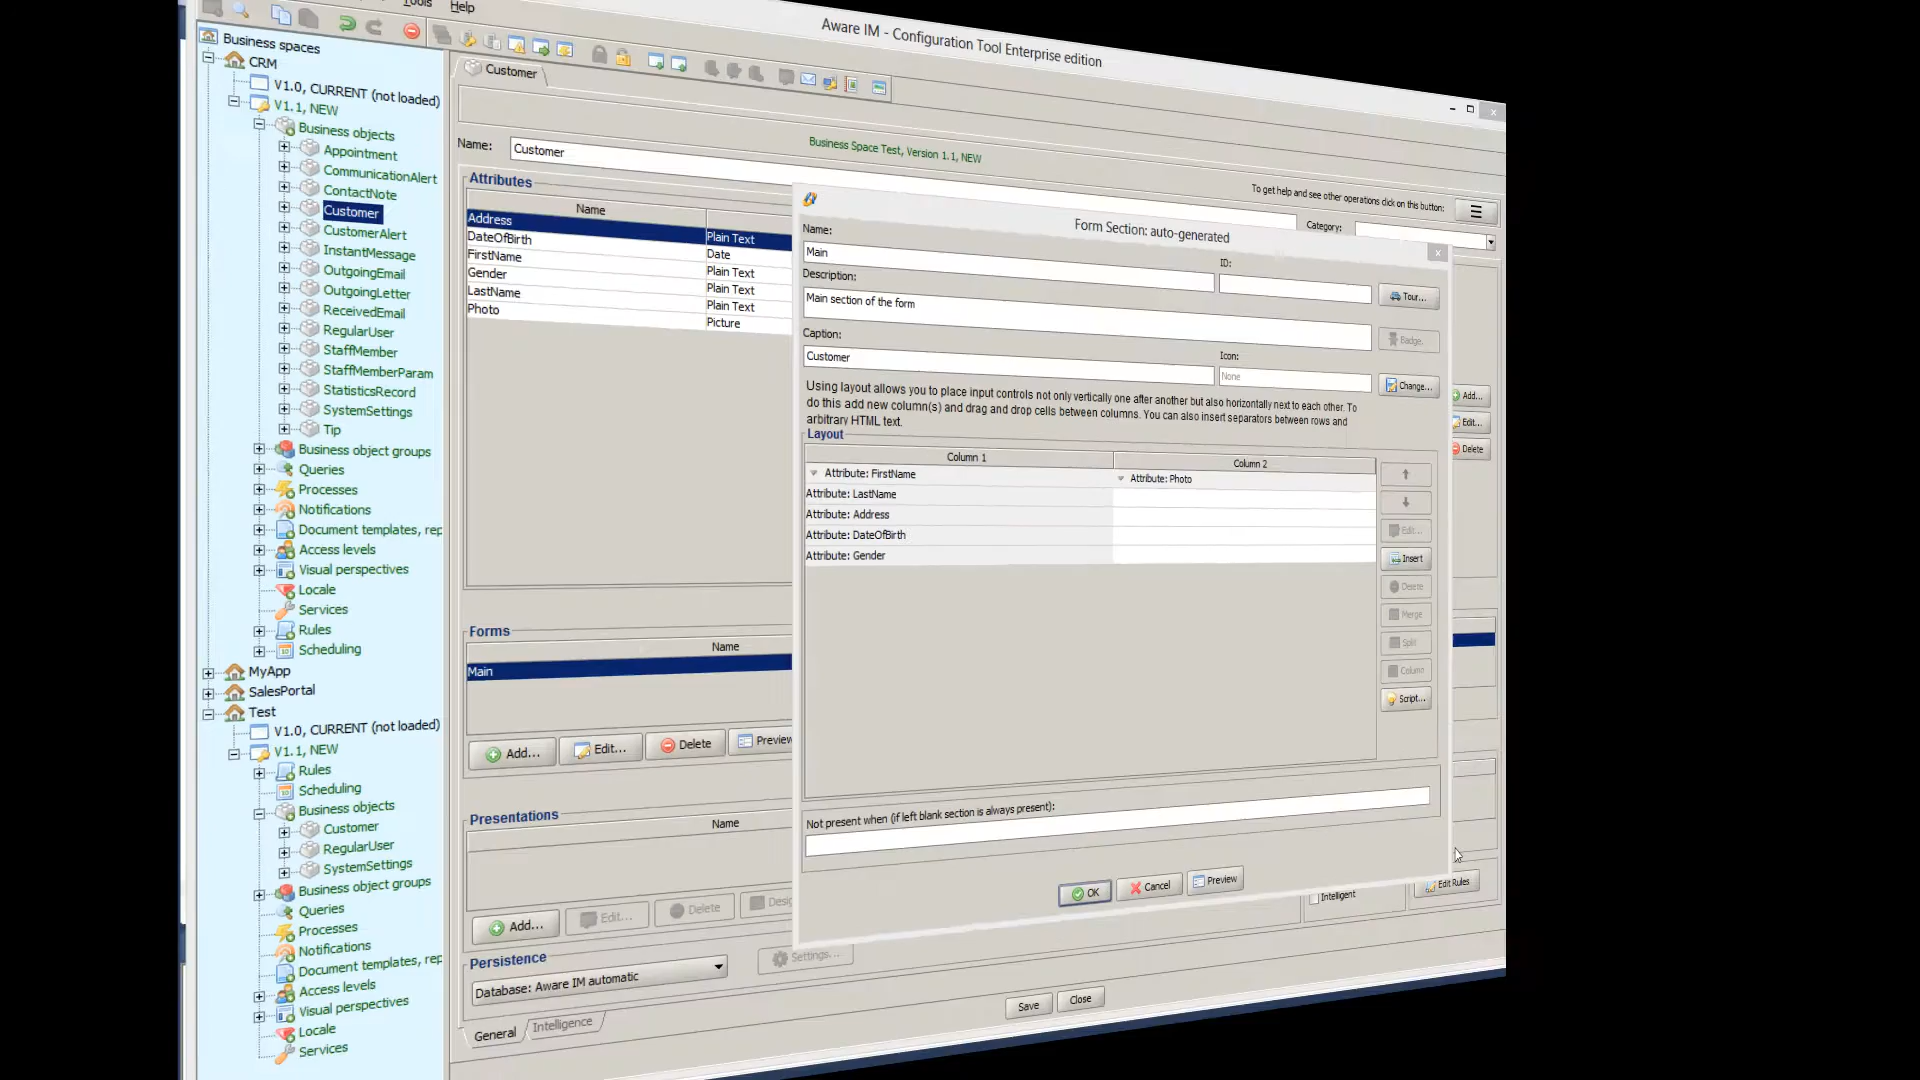 Tools
Help
Aware IM - Configuration Tool Enterprise edition
Business spaces
CRM
V1.0, CURRENT (not loaded)
V1.1, NEW
Business objects
Appointment
CommunicationAlert
ContactNote
Customer
CustomerAlert
InstantMessage
OutgoingEmail
OutgoingLetter
ReceivedEmail
RegularUser
StaffMember
StaffMemberParam
StatisticsRecord
SystemSettings
Tip
Business object groups
Queries
Processes
Notifications
Document templates, rep
Access levels
Visual perspectives
Locale
Services
Rules
Scheduling
MyApp
SalesPortal
Test
V1.0, CURRENT (not loaded)
V1.1, NEW
Rules
Scheduling
Business objects
Customer
RegularUser
SystemSettings
Business object groups
Queries
Processes
Notifications
Document templates, rep
Access levels
Visual perspectives
Locale
Services
Customer
Business Space Test, Version 1.1, NEW
Name: Customer
To get help and see other operations click on this button:
Category:
Attributes
Name
Address Plain Text
DateOfBirth Date
FirstName Plain Text
Gender Plain Text
LastName Plain Text
Photo Picture
Add...
Edit...
Delete
Forms
Name
Main
Add... Edit... Delete Preview
Presentations
Name
Add... Edit... Delete Desig
Persistence
Database: Aware IM automatic
Settings...
Intelligent
Edit Rules
Save Close
General Intelligence
Form Section: auto-generated
Name:
Main
ID:
Tour...
Description:
Main section of the form
Badge...
Caption:
Customer
Icon:
None
Change...
Using layout allows you to place input controls not only vertically one after another but also horizontally next to each other. To
do this add new column(s) and drag and drop cells between columns. You can also insert separators between rows and
arbitrary HTML text.
Layout
Column 1 Column 2
Attribute: FirstName Attribute: Photo
Attribute: LastName
Attribute: Address
Attribute: DateOfBirth
Attribute: Gender
Edit...
Insert
Delete
Merge
Split
Column
Script...
Not present when (if left blank section is always present):
OK Cancel Preview